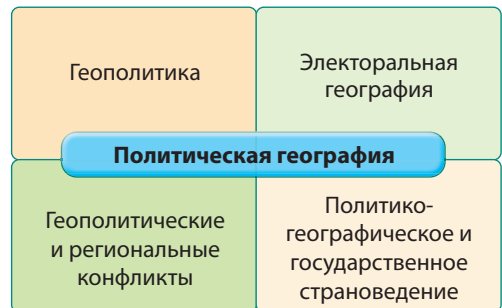 Геополитика
Электоральная
география
Политическая география
Геополитические
и региональные
конфликты
Политико-
географическое и
государственное
страноведение